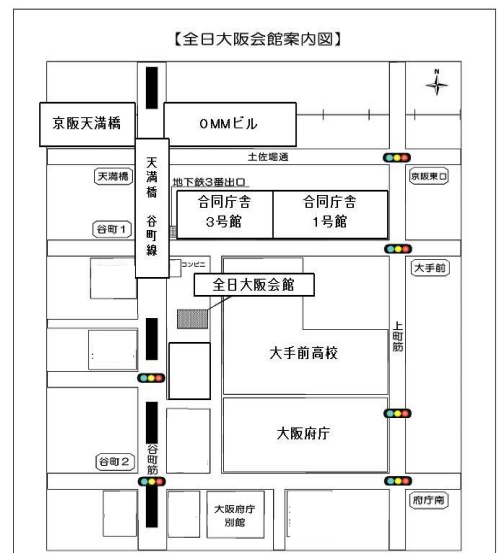 【全日大阪会館案内図】
N
京阪天満橋
OMMビル
土佐堀通
天満橋
天満橋 谷町線
地下鉄3番出口
京阪東口
合同庁舎
3号館
合同庁舎
1号館
谷町1
大手前
コンビニ
全日大阪会館
上町筋
大手前高校
大阪府庁
谷町2
谷町筋
大阪府庁
別館
府庁南